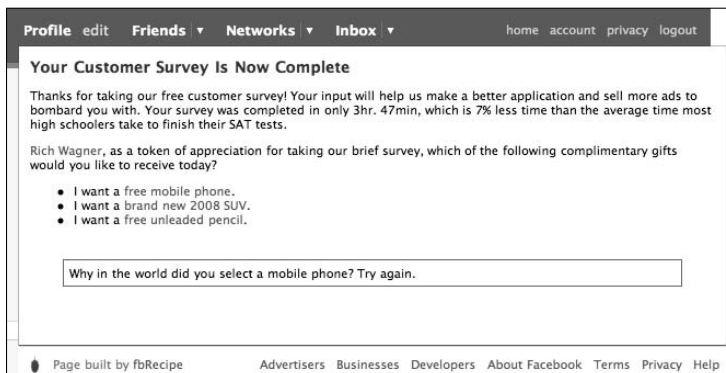 Profile edit Friends ▼ Networks ▼ Inbox ▼ home account privacy logout
Your Customer Survey Is Now Complete
Thanks for taking our free customer survey! Your input will help us make a better application and sell more ads to
bombard you with. Your survey was completed in only 3hr. 47min, which is 7% less time than the average time most
high schoolers take to finish their SAT tests.
Rich Wagner, as a token of appreciation for taking our brief survey, which of the following complimentary gifts
would you like to receive today?
• I want a free mobile phone.
• I want a brand new 2008 SUV.
• I want a free unleaded pencil.
Why in the world did you select a mobile phone? Try again.
Page built by fbRecipe Advertisers Businesses Developers About Facebook Terms Privacy Help